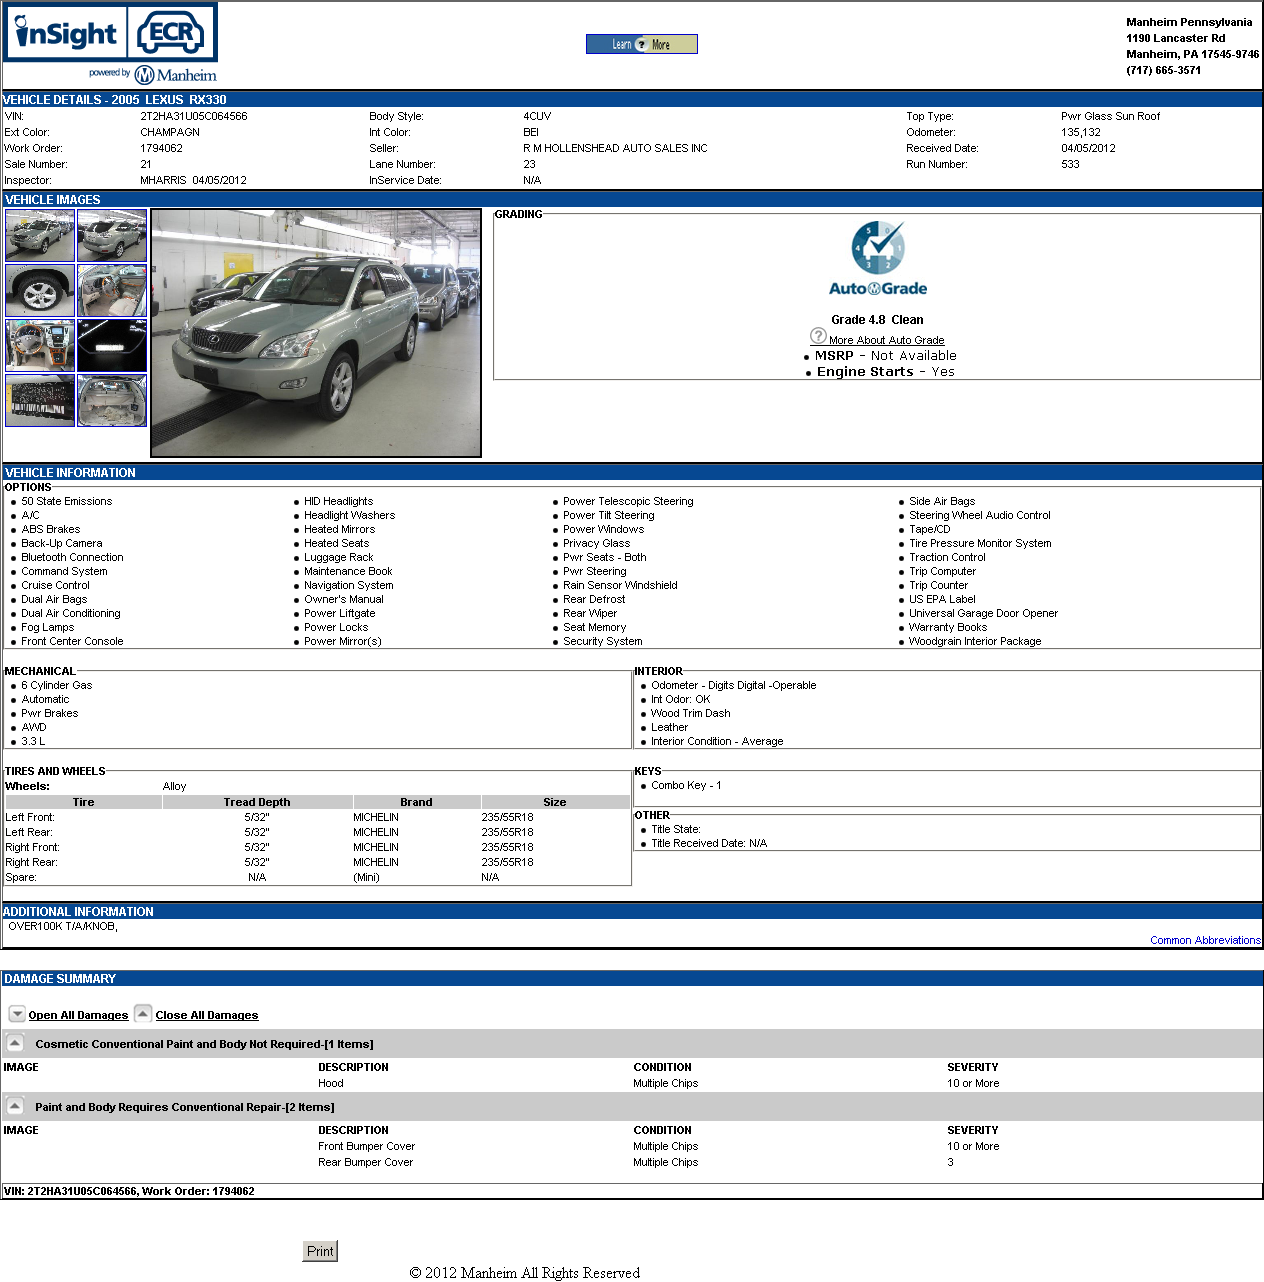 inSight ECR
powered by Manheim
Learn ? More
Manheim Pennsylvania
1190 Lancaster Rd
Manheim, PA 17545-9746
(717) 665-3571
VEHICLE DETAILS - 2005 LEXUS RX330
VIN: 2T2HA31U05C064566 Body Style: 4CUV Top Type: Pwr Glass Sun Roof
Ext Color: CHAMPAGN Int Color: BEI Odometer: 135,132
Work Order: 1794062 Seller: R M HOLLENSHEAD AUTO SALES INC Received Date: 04/05/2012
Sale Number: 21 Lane Number: 23 Run Number: 533
Inspector: MHARRIS 04/05/2012 InService Date: N/A
VEHICLE IMAGES
GRADING
5 0 4 1 3 2
AutoGrade
Grade 4.8 Clean
? More About Auto Grade
• MSRP - Not Available
• Engine Starts - Yes
VEHICLE INFORMATION
OPTIONS
• 50 State Emissions • HID Headlights • Power Telescopic Steering • Side Air Bags
• A/C • Headlight Washers • Power Tilt Steering • Steering Wheel Audio Control
• ABS Brakes • Heated Mirrors • Power Windows • Tape/CD
• Back-Up Camera • Heated Seats • Privacy Glass • Tire Pressure Monitor System
• Bluetooth Connection • Luggage Rack • Pwr Seats - Both • Traction Control
• Command System • Maintenance Book • Pwr Steering • Trip Computer
• Cruise Control • Navigation System • Rain Sensor Windshield • Trip Counter
• Dual Air Bags • Owner's Manual • Rear Defrost • US EPA Label
• Dual Air Conditioning • Power Liftgate • Rear Wiper • Universal Garage Door Opener
• Fog Lamps • Power Locks • Seat Memory • Warranty Books
• Front Center Console • Power Mirror(s) • Security System • Woodgrain Interior Package
MECHANICAL
• 6 Cylinder Gas
• Automatic
• Pwr Brakes
• AWD
• 3.3 L
INTERIOR
• Odometer - Digits Digital -Operable
• Int Odor: OK
• Wood Trim Dash
• Leather
• Interior Condition - Average
TIRES AND WHEELS
Wheels: Alloy
Tire Tread Depth Brand Size
Left Front: 5/32" MICHELIN 235/55R18
Left Rear: 5/32" MICHELIN 235/55R18
Right Front: 5/32" MICHELIN 235/55R18
Right Rear: 5/32" MICHELIN 235/55R18
Spare: N/A (Mini) N/A
KEYS
• Combo Key - 1
OTHER
• Title State:
• Title Received Date: N/A
ADDITIONAL INFORMATION
OVER100K T/A/KNOB,
Common Abbreviations
DAMAGE SUMMARY
Open All Damages Close All Damages
Cosmetic Conventional Paint and Body Not Required-[1 Items]
IMAGE DESCRIPTION CONDITION SEVERITY
Hood Multiple Chips 10 or More
Paint and Body Requires Conventional Repair-[2 Items]
IMAGE DESCRIPTION CONDITION SEVERITY
Front Bumper Cover Multiple Chips 10 or More
Rear Bumper Cover Multiple Chips 3
VIN: 2T2HA31U05C064566, Work Order: 1794062
Print
© 2012 Manheim All Rights Reserved